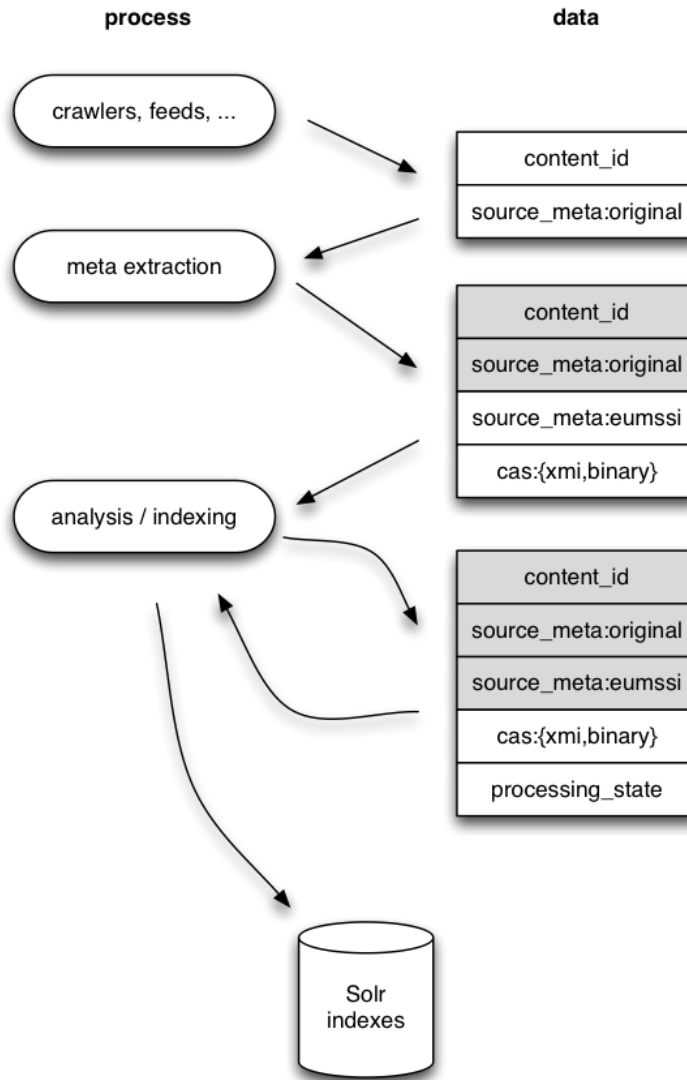 process
data
crawlers, feeds, ...
content_id
source_meta:original
meta extraction
content_id
source_meta:original
source_meta:eumssi
cas:{xmi,binary}
analysis / indexing
content_id
source_meta:original
source_meta:eumssi
cas:{xmi,binary}
processing_state
Solr
indexes